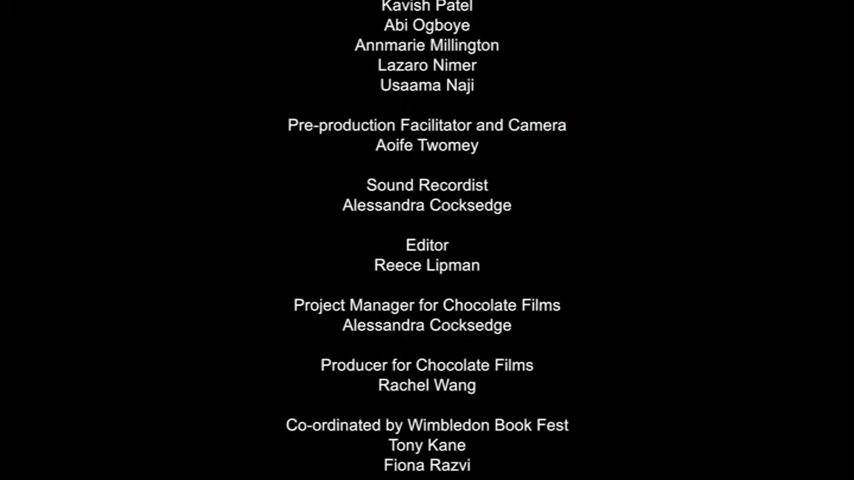 Kavish Patel
Abi Ogboye
Annmarie Millington
Lazaro Nimer
Usaama Naji
Pre-production Facilitator and Camera
Aoife Twomey
Sound Recordist
Alessandra Cocksedge
Editor
Reece Lipman
Project Manager for Chocolate Films
Alessandra Cocksedge
Producer for Chocolate Films
Rachel Wang
Co-ordinated by Wimbledon Book Fest
Tony Kane
Fiona Razvi